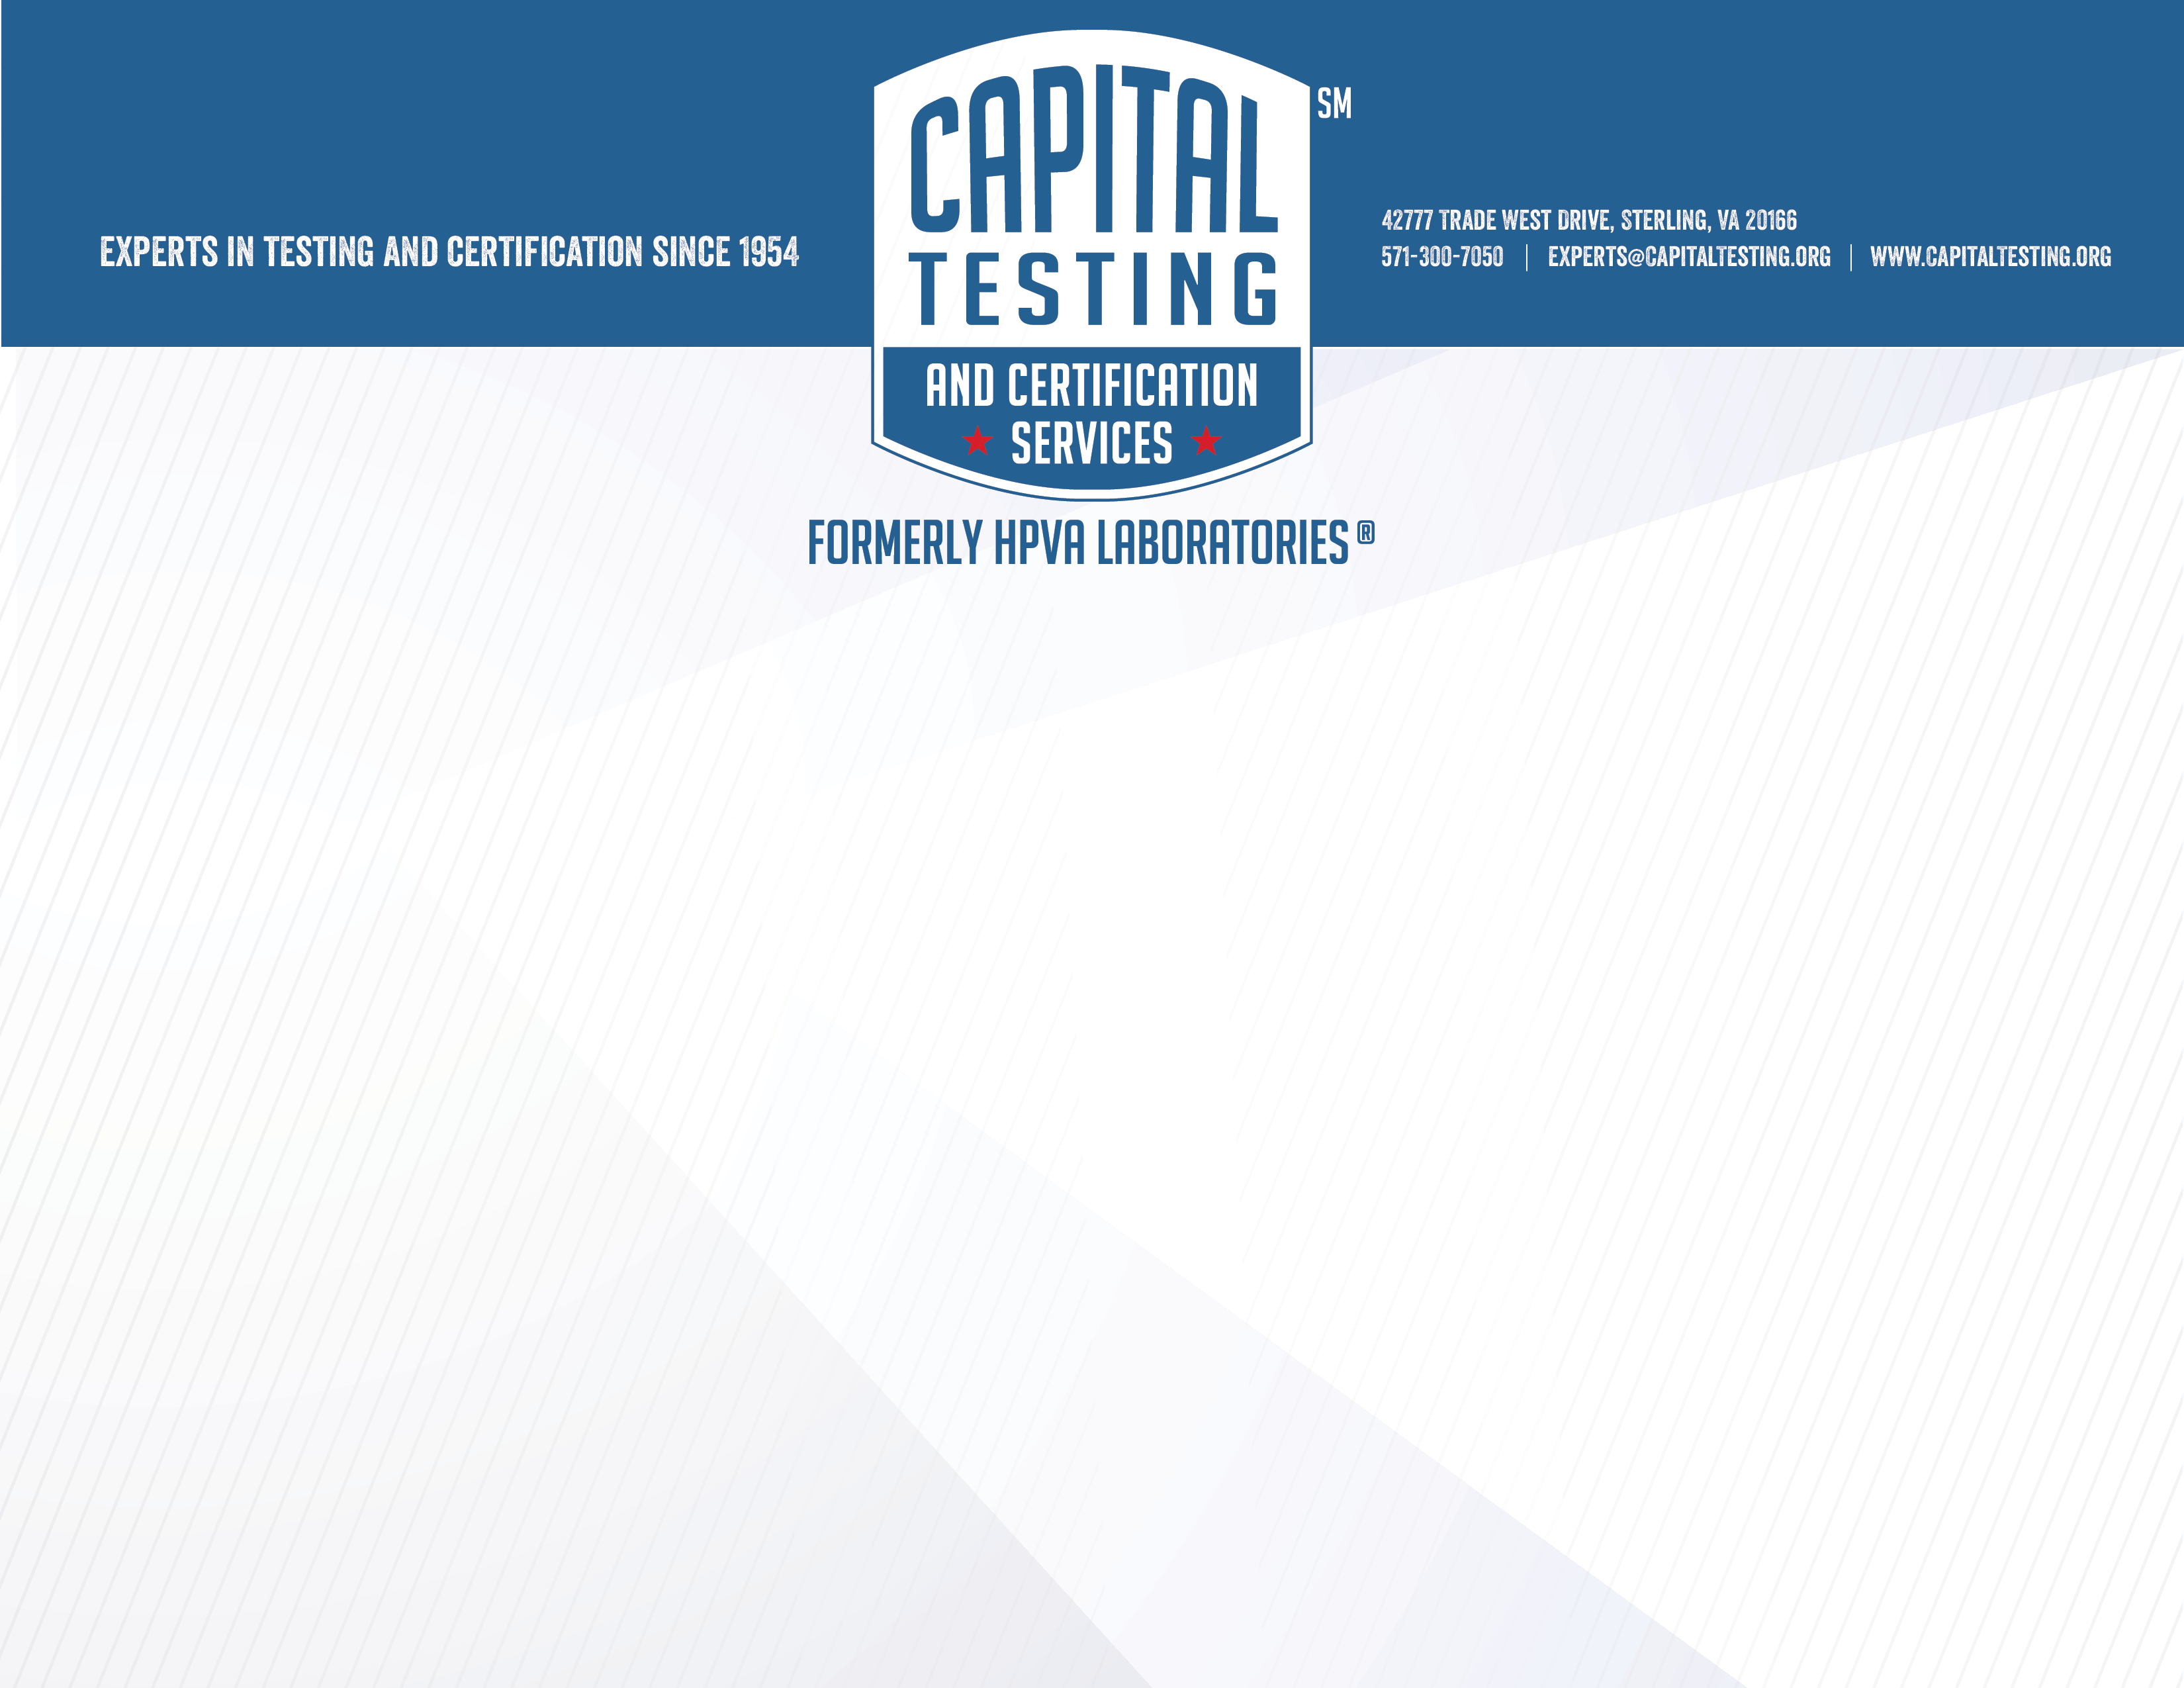 EXPERTS IN TESTING AND CERTIFICATION SINCE 1954
CAPITAL
SM
TESTING
AND CERTIFICATION
SERVICES
FORMERLY HPVA LABORATORIES®
42777 TRADE WEST DRIVE, STERLING, VA 20166
571-300-7050 | EXPERTS@CAPITALTESTING.ORG | WWW.CAPITALTESTING.ORG